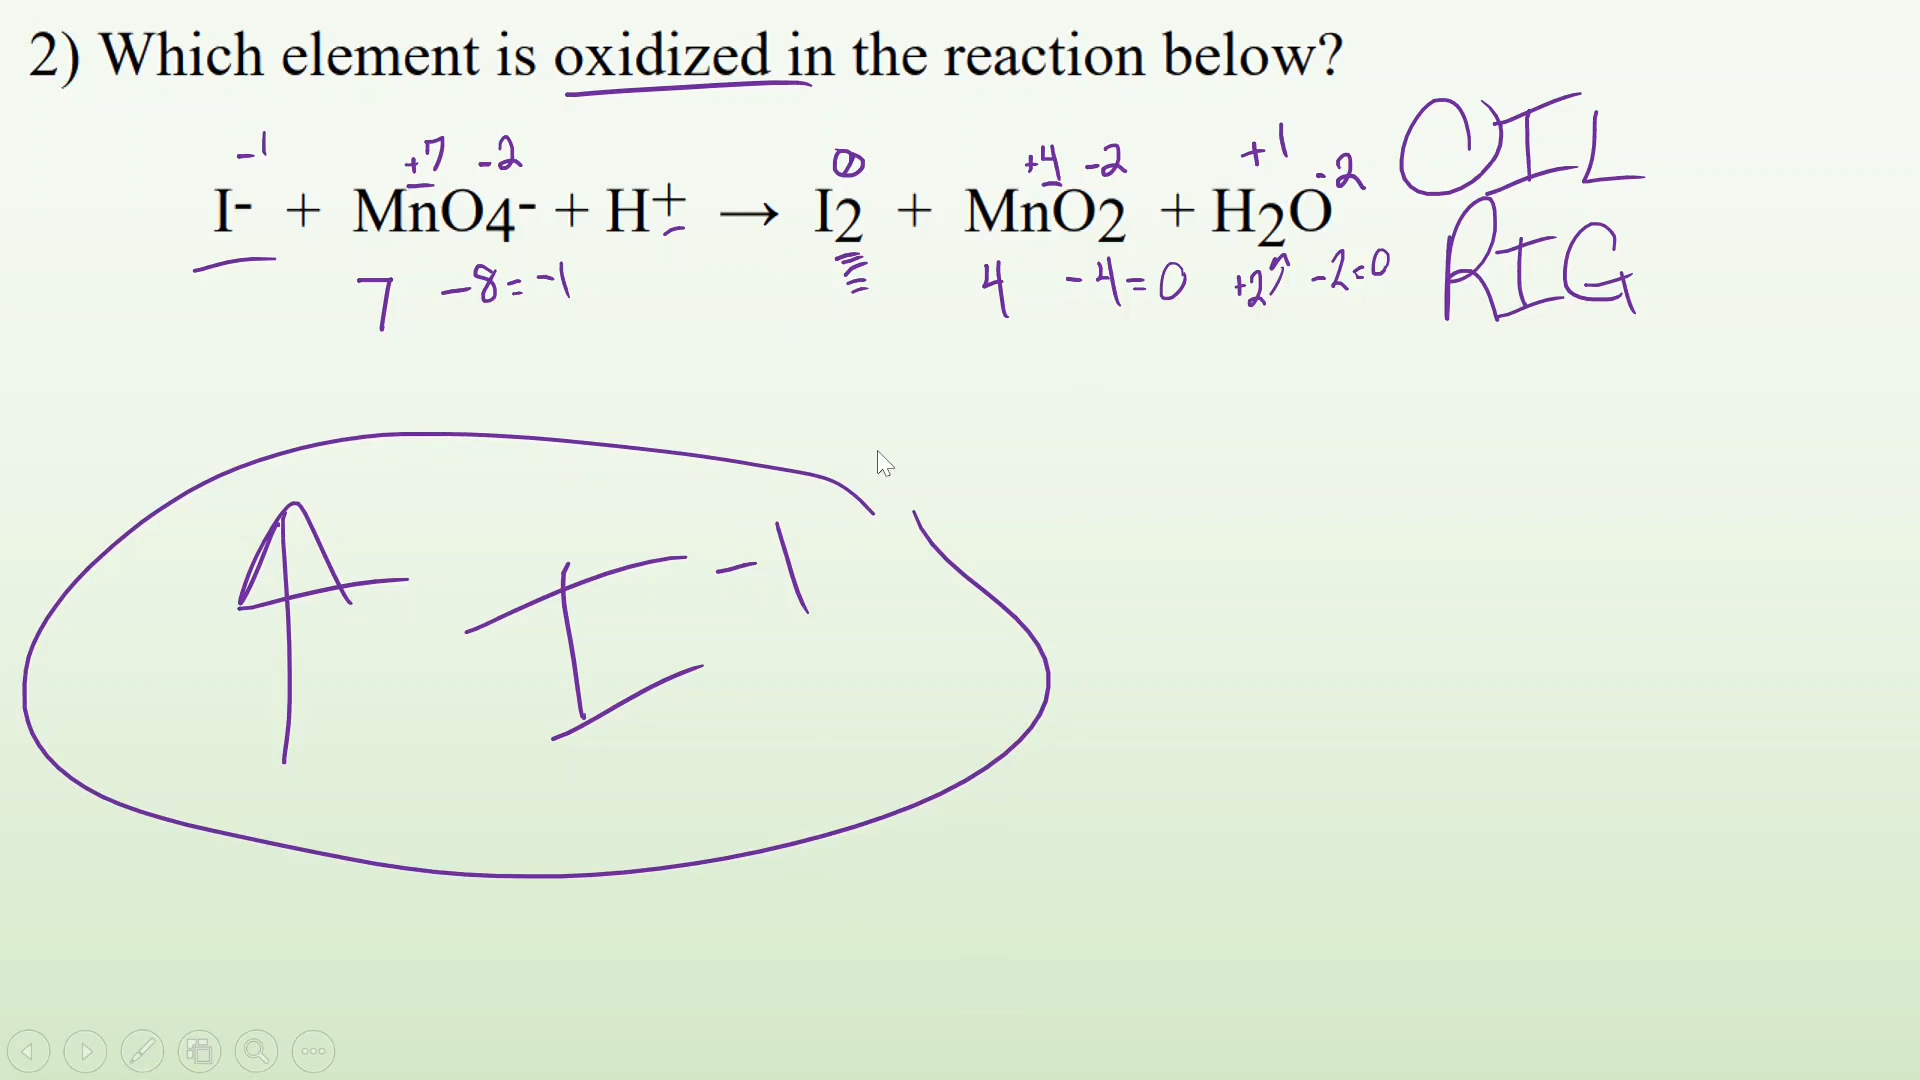 2) Which element is oxidized in the reaction below?
-1 +7 -2 0 +4 -2 +1 -2 OIL
I- + MnO4- + H+ → I2 + MnO2 + H2O RIG
7 -8=-1 4 -4=0 +2 -2=0
I -1